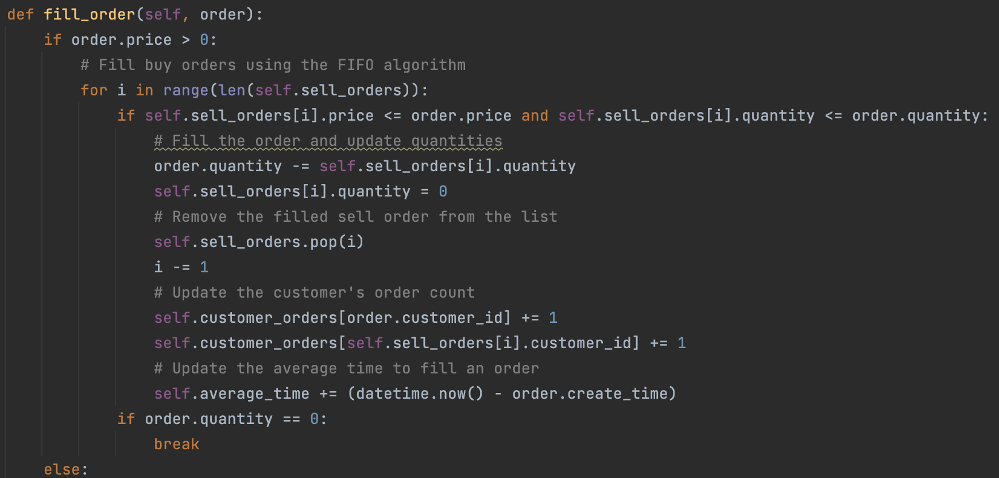 def fill_order(self, order):
    if order.price > 0:
        # Fill buy orders using the FIFO algorithm
        for i in range(len(self.sell_orders)):
            if self.sell_orders[i].price <= order.price and self.sell_orders[i].quantity <= order.quantity:
                # Fill the order and update quantities
                order.quantity -= self.sell_orders[i].quantity
                self.sell_orders[i].quantity = 0
                # Remove the filled sell order from the list
                self.sell_orders.pop(i)
                i -= 1
                # Update the customer's order count
                self.customer_orders[order.customer_id] += 1
                self.customer_orders[self.sell_orders[i].customer_id] += 1
                # Update the average time to fill an order
                self.average_time += (datetime.now() - order.create_time)
            if order.quantity == 0:
                break
    else: